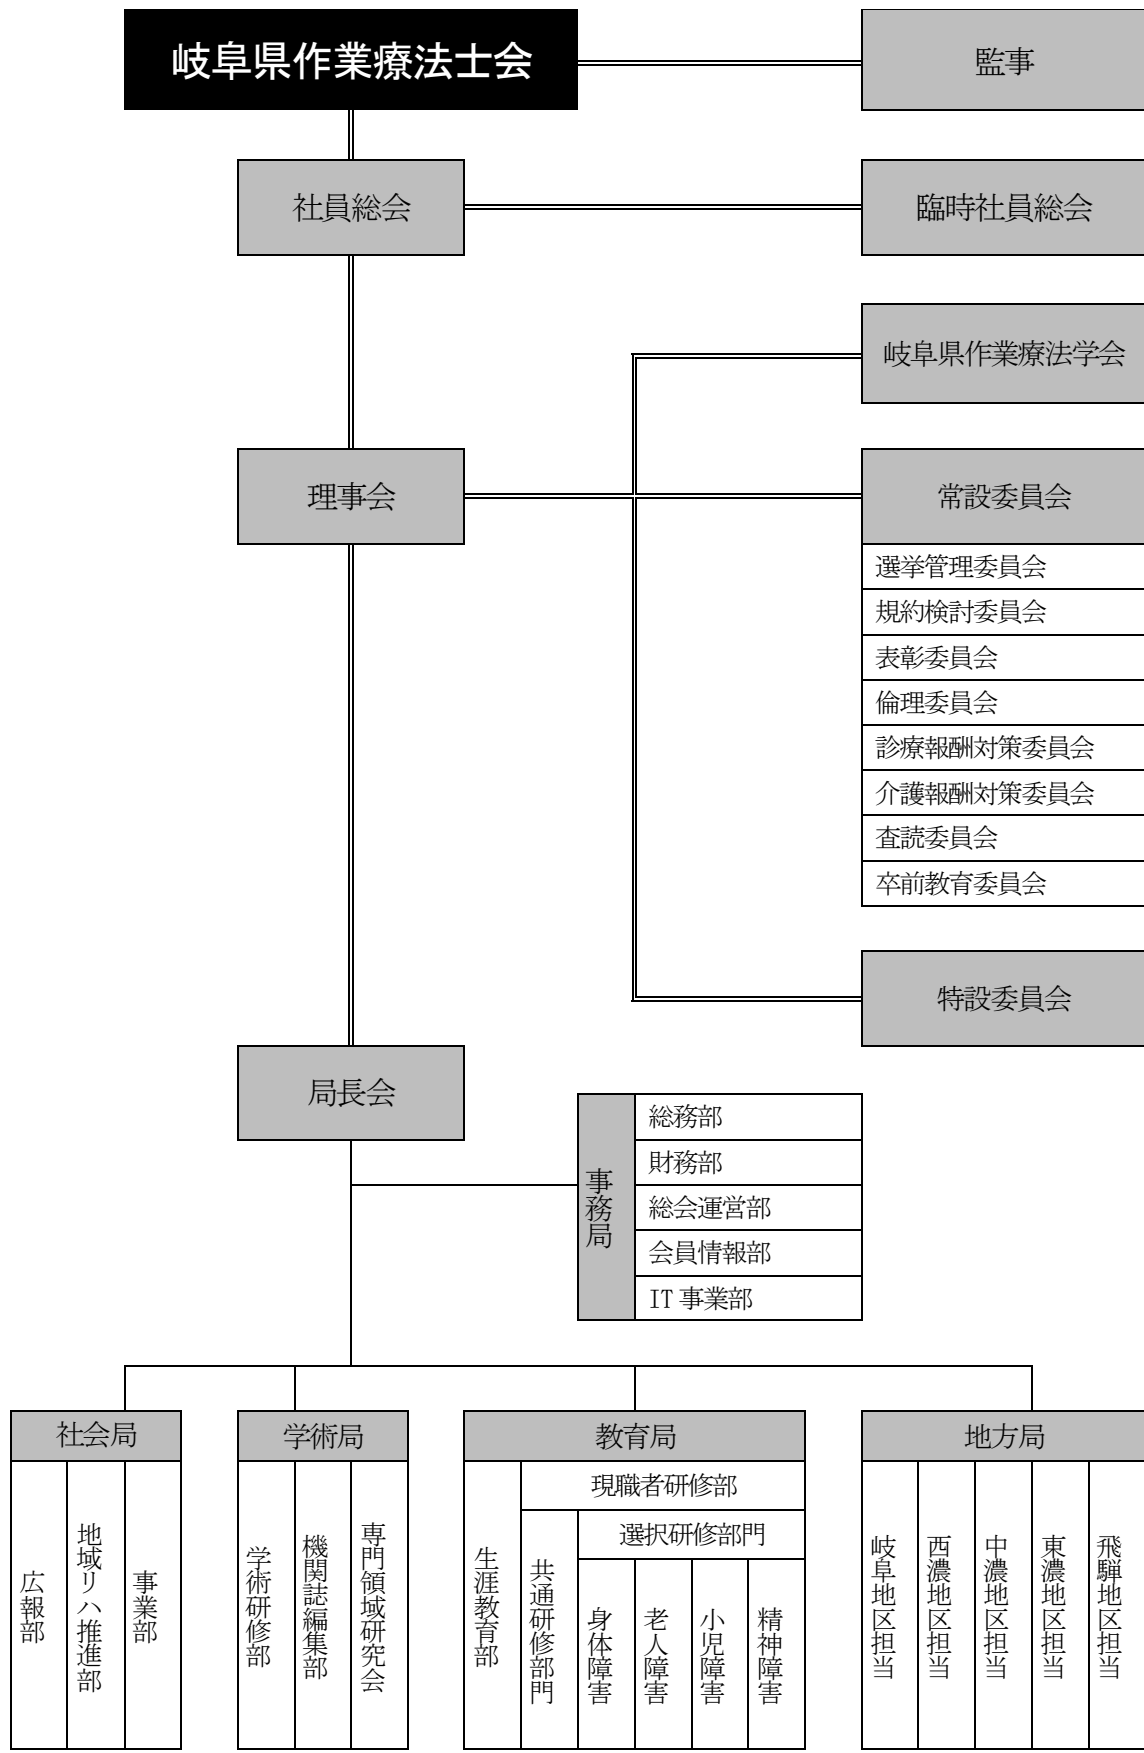 岐阜県作業療法士会
監事
社員総会
臨時社員総会
岐阜県作業療法学会
理事会
常設委員会
選挙管理委員会
規約検討委員会
表彰委員会
倫理委員会
診療報酬対策委員会
介護報酬対策委員会
査読委員会
卒前教育委員会
特設委員会
局長会
事務局
総務部
財務部
総会運営部
会員情報部
IT 事業部
社会局
広報部
地域リハ推進部
事業部
学術局
学術研修部
機関誌編集部
専門領域研究会
教育局
生涯教育部
現職者研修部
共通研修部門
選択研修部門
身体障害
老人障害
小児障害
精神障害
地方局
岐阜地区担当
西濃地区担当
中濃地区担当
東濃地区担当
飛騨地区担当